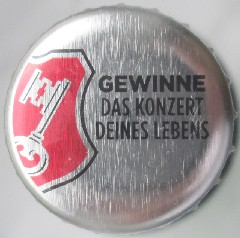 GEWINNE
DAS KONZERT
DEINES LEBENS